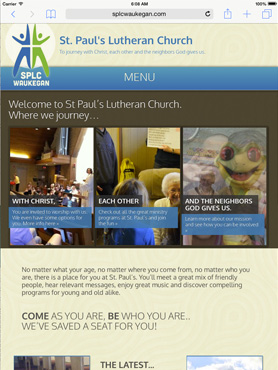 Carrier
6:06 AM
100%
splcwaukegan.com
St. Paul's Lutheran Church
To journey with Christ, each other and the neighbors God gives us.
SPLC
WAUKEGAN
MENU
Welcome to St Paul's Lutheran Church.
Where we journey...
WITH CHRIST,
You are invited to worship with us.
We even have some options for
You. More info here »
EACH OTHER
Check out all the great ministry
programs at St Paul's and join
the fun »
AND THE NEIGHBORS
GOD GIVES US.
Learn more about our mission
and see how you can be involved
»
No matter what your age, no matter where you come from, no matter who you
are, there is a place for you at St. Paul's. You'll meet a great mix of friendly
people, hear relevant messages, enjoy great music and discover compelling
programs for young and old alike.
COME AS YOU ARE, BE WHO YOU ARE..
WE'VE SAVED A SEAT FOR YOU!
THE LATEST...